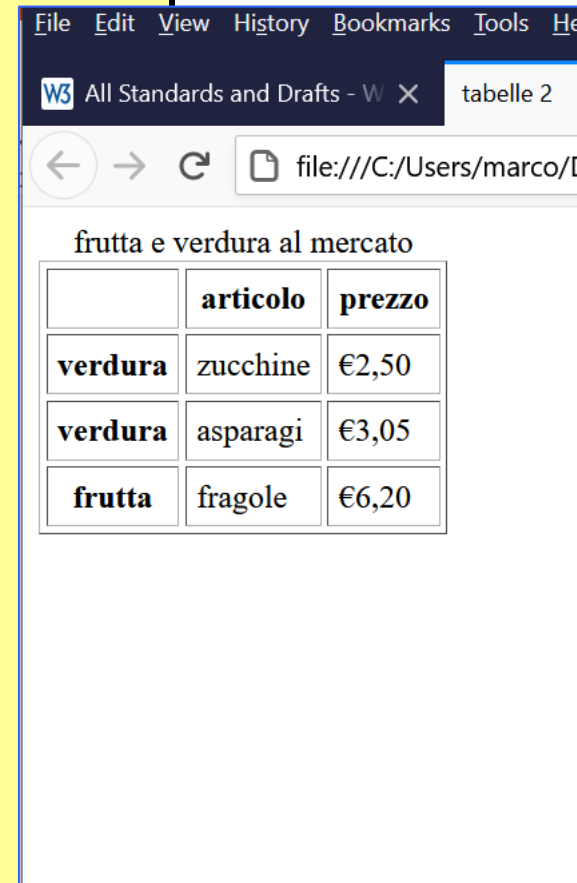 File Edit View History Bookmarks Tools He
W3 All Standards and Drafts - W tabelle 2
file:///C:/Users/marco/D
frutta e verdura al mercato
articolo prezzo
verdura zucchine €2,50
verdura asparagi €3,05
frutta fragole €6,20